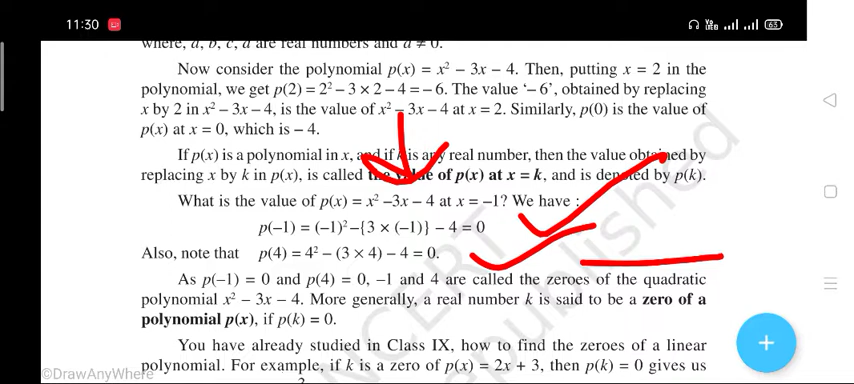 11:30
Vo
LTE2
63
where, a, b, c, d are real numbers and a ≠ 0.
Now consider the polynomial p(x) = x² – 3x – 4. Then, putting x = 2 in the
polynomial, we get p(2) = 2² – 3 × 2 – 4 = – 6. The value ‘– 6’, obtained by replacing
x by 2 in x² – 3x – 4, is the value of x² – 3x – 4 at x = 2. Similarly, p(0) is the value of
p(x) at x = 0, which is – 4.
If p(x) is a polynomial in x, and if k is any real number, then the value obtained by
replacing x by k in p(x), is called the value of p(x) at x = k, and is denoted by p(k).
What is the value of p(x) = x² –3x – 4 at x = –1? We have :
p(–1) = (–1)² –{3 × (–1)} – 4 = 0
Also, note that p(4) = 4² – (3 × 4) – 4 = 0.
As p(–1) = 0 and p(4) = 0, –1 and 4 are called the zeroes of the quadratic
polynomial x² – 3x – 4. More generally, a real number k is said to be a zero of a
polynomial p(x), if p(k) = 0.
You have already studied in Class IX, how to find the zeroes of a linear
polynomial. For example, if k is a zero of p(x) = 2x + 3, then p(k) = 0 gives us
NCERT
republished
©DrawAnyWhere